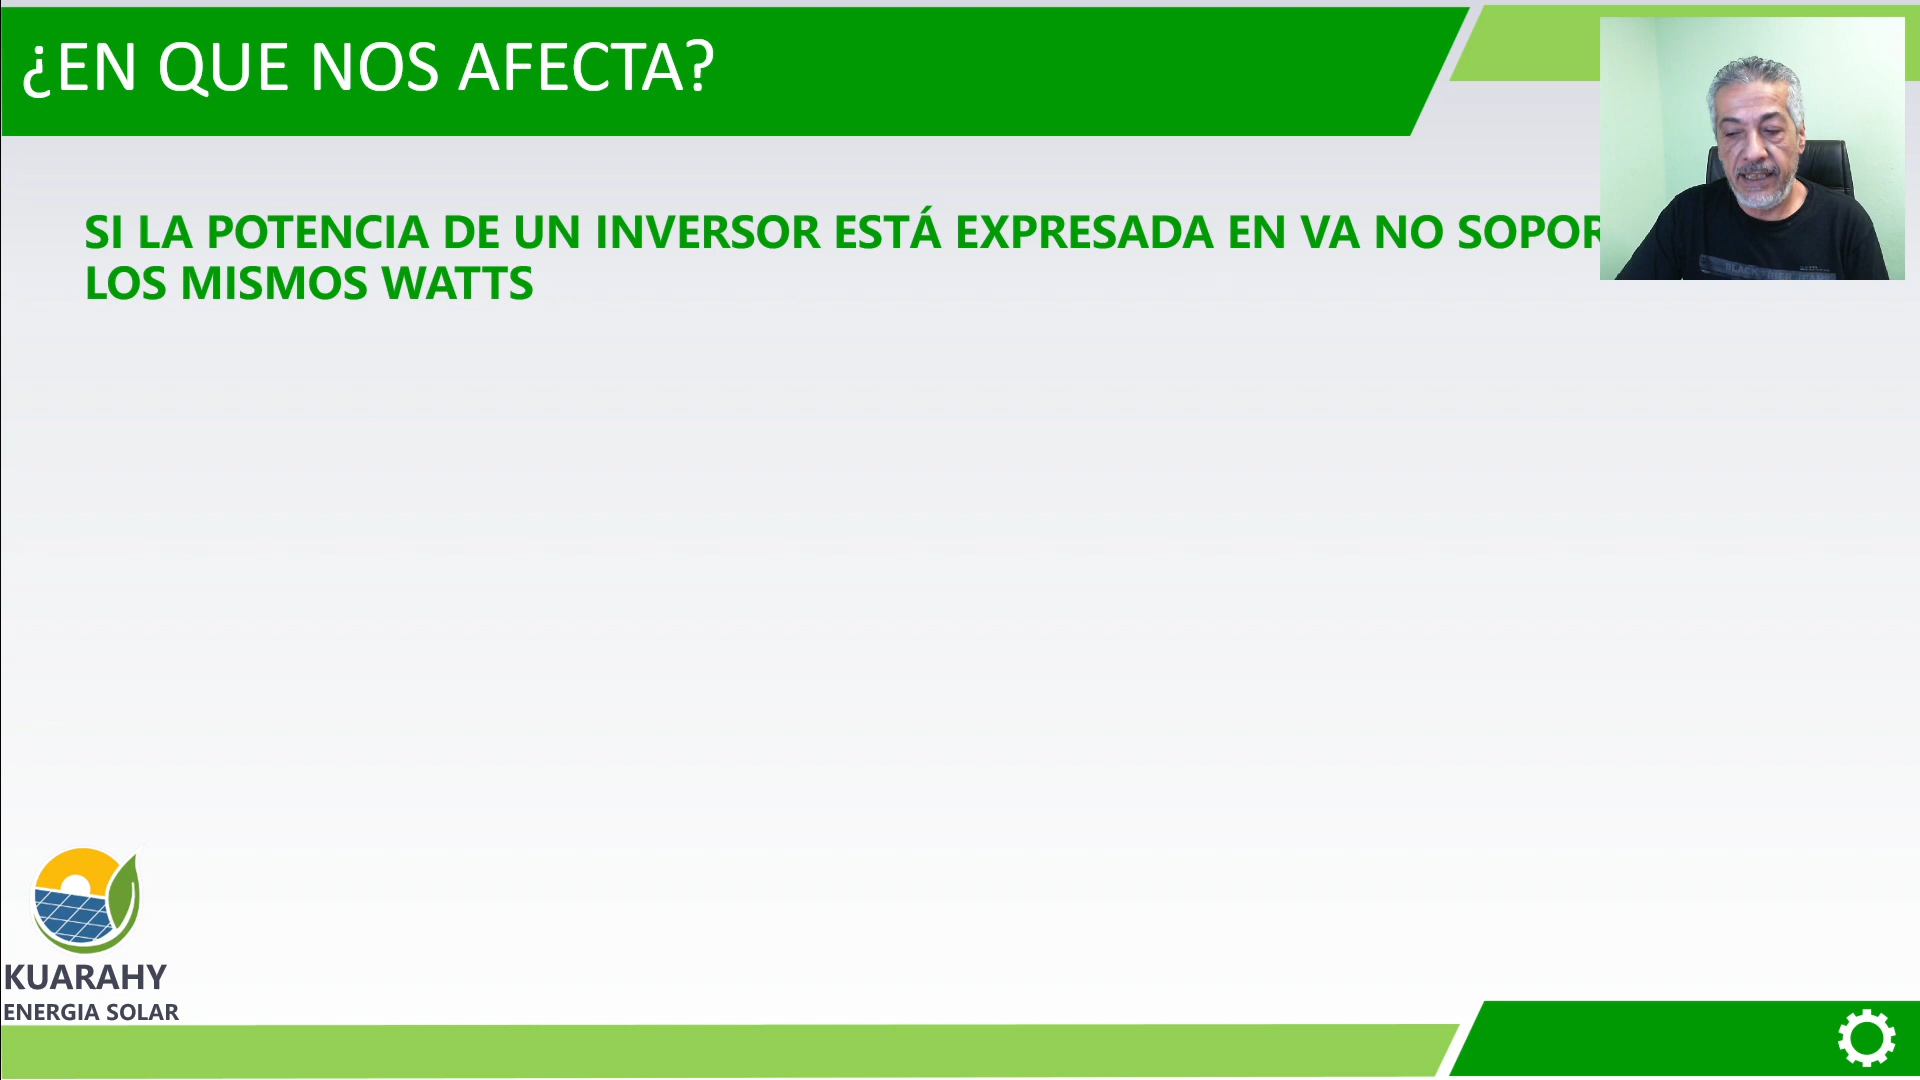 ¿EN QUE NOS AFECTA?
SI LA POTENCIA DE UN INVERSOR ESTÁ EXPRESADA EN VA NO
LOS MISMOS WATTS
KUARAHY
ENERGIA SOLAR